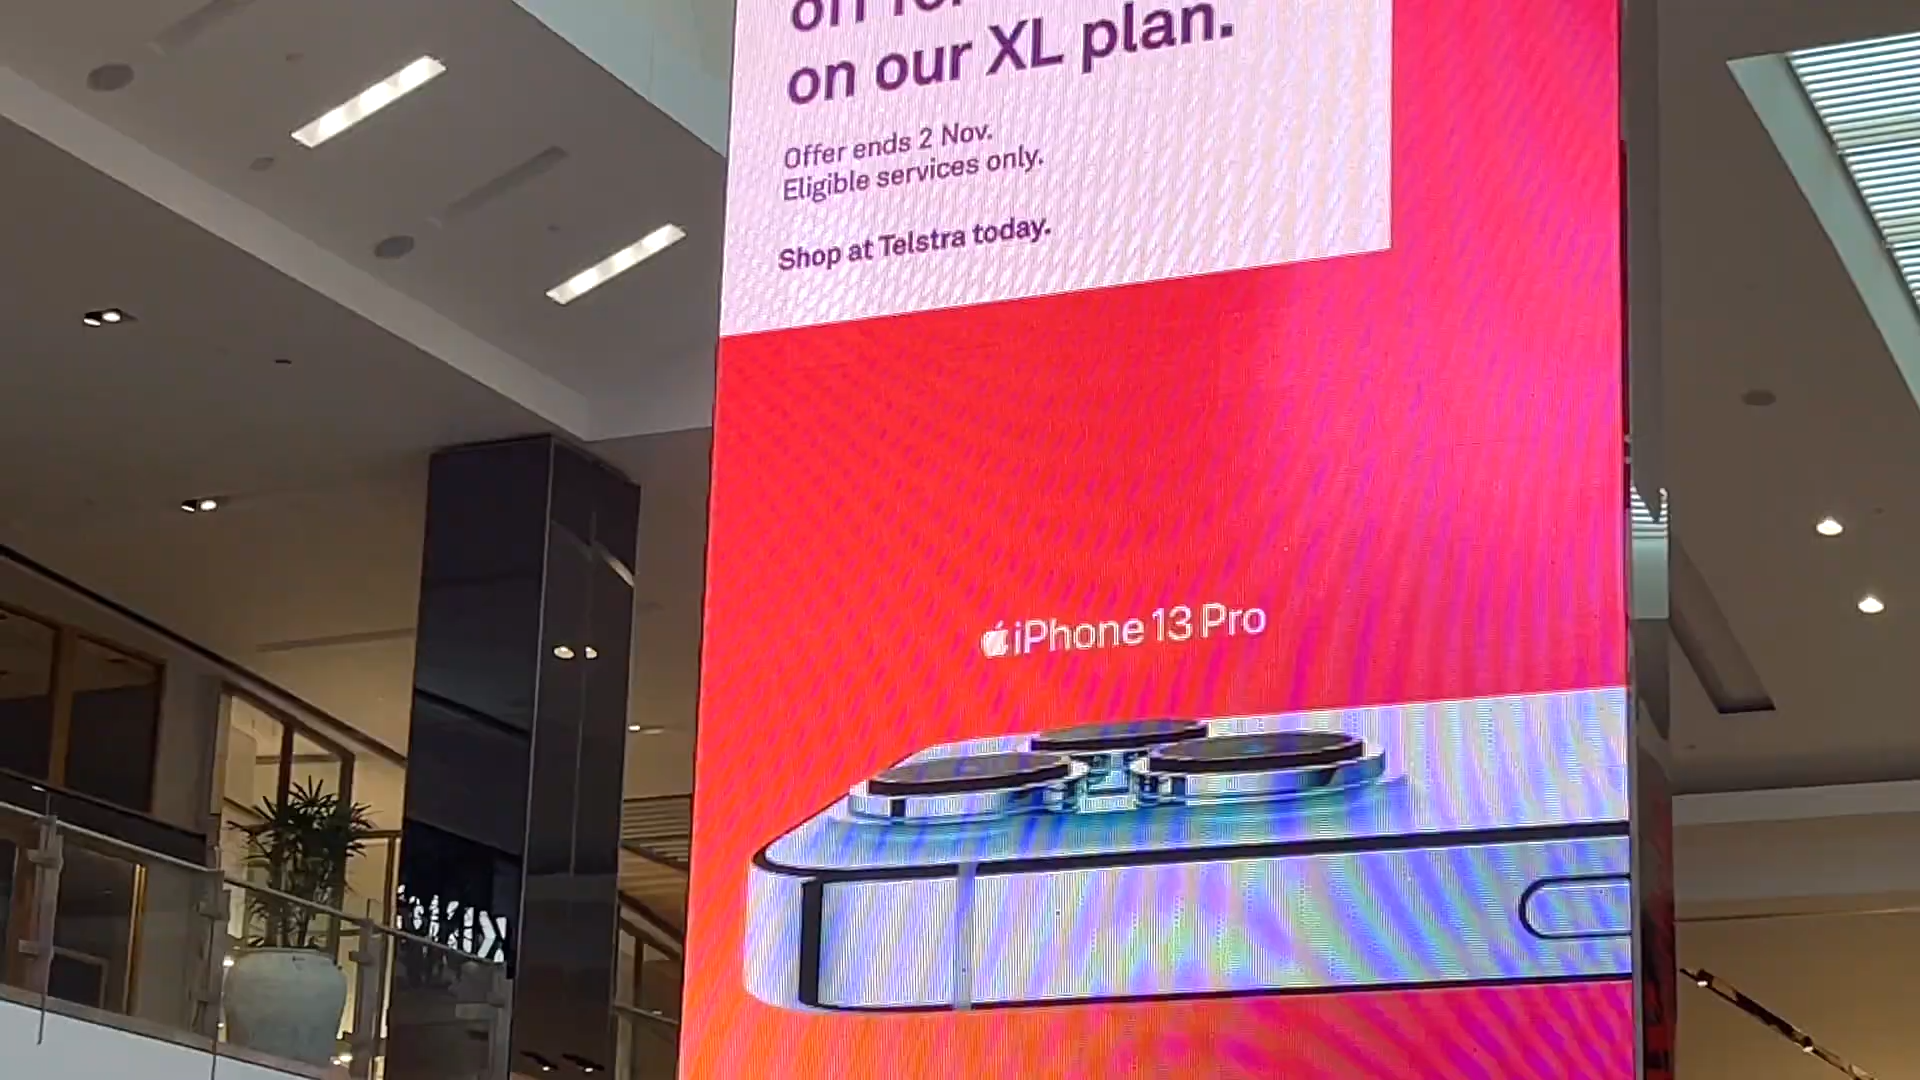 on our XL plan.
Offer ends 2 Nov.
Eligible services only.
Shop at Telstra today.
iPhone 13 Pro